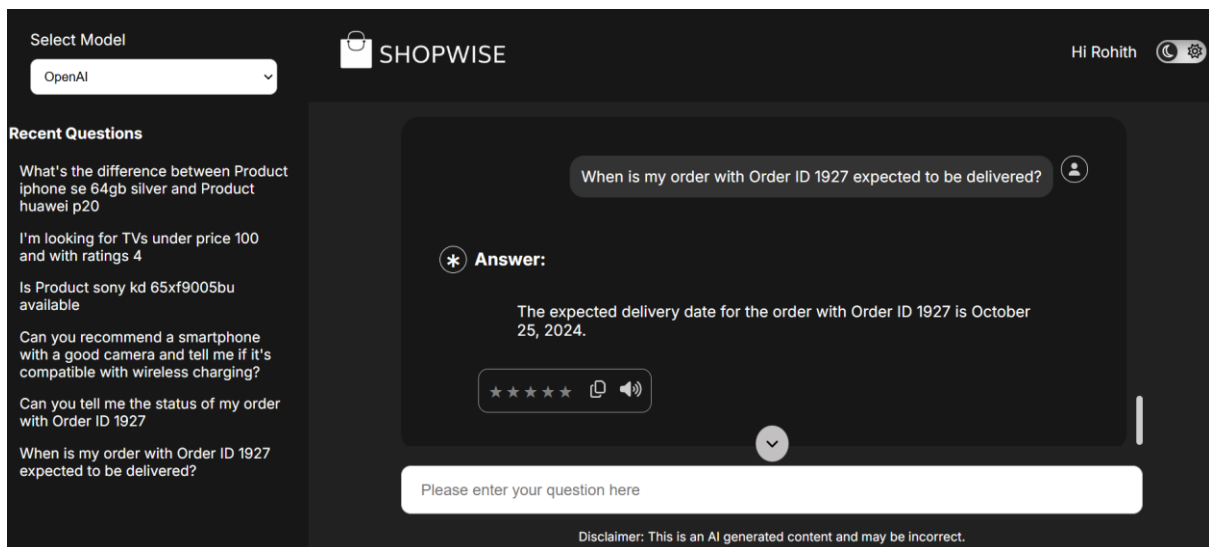 Select Model
OpenAI
Recent Questions
What's the difference between Product
iphone se 64gb silver and Product
huawei p20
I'm looking for TVs under price 100
and with ratings 4
Is Product sony kd 65xf9005bu
available
Can you recommend a smartphone
with a good camera and tell me if it's
compatible with wireless charging?
Can you tell me the status of my order
with Order ID 1927
When is my order with Order ID 1927
expected to be delivered?
SHOPWISE
Hi Rohith
When is my order with Order ID 1927 expected to be delivered?
Answer:
The expected delivery date for the order with Order ID 1927 is October
25, 2024.
Please enter your question here
Disclaimer: This is an AI generated content and may be incorrect.